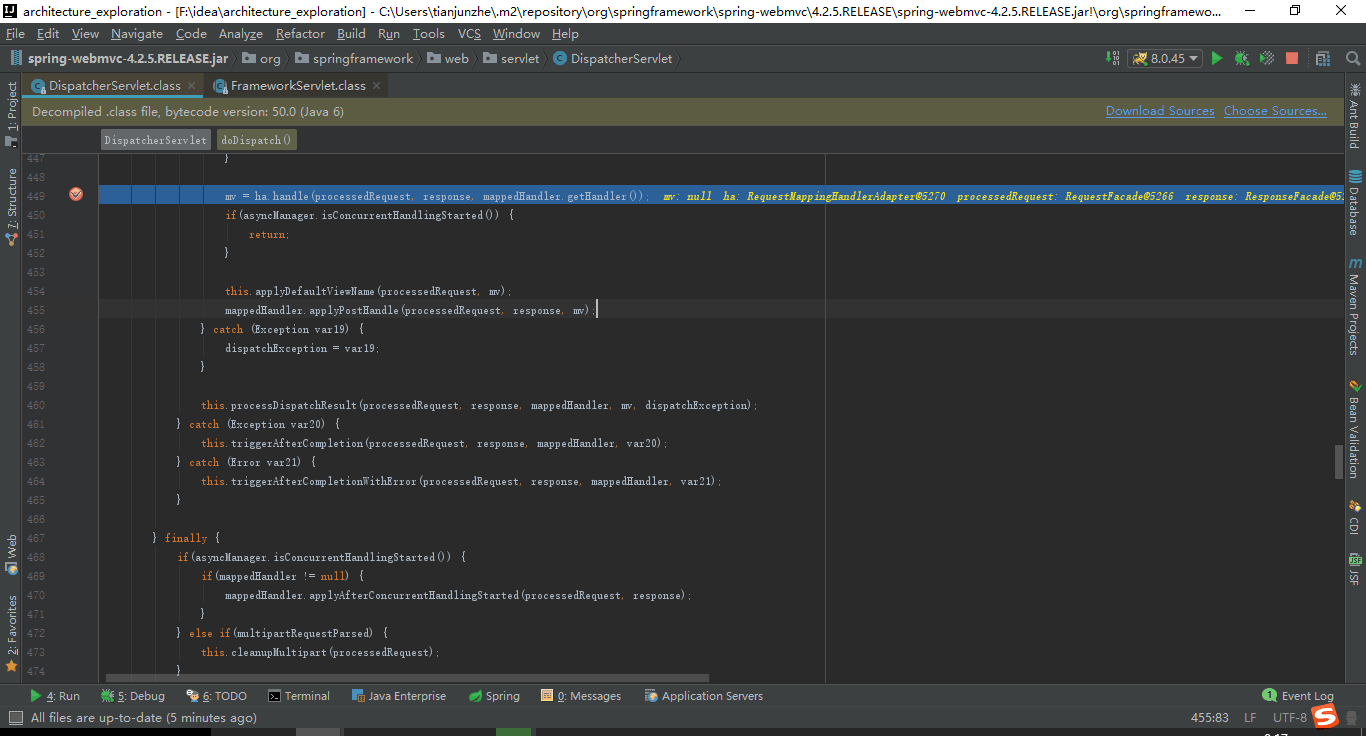 architecture_exploration - [F:\idea\architecture_exploration] - C:\Users\tianjunzhe\.m2\repository\org\springframework\spring-webmvc\4.2.5.RELEASE\spring-webmvc-4.2.5.RELEASE.jar!\org\springframewo...
File Edit View Navigate Code Analyze Refactor Build Run Tools VCS Window Help
spring-webmvc-4.2.5.RELEASE.jar org springframework web servlet DispatcherServlet 8.0.45
DispatcherServlet.class FrameworkServlet.class
Decompiled .class file, bytecode version: 50.0 (Java 6) Download Sources Choose Sources...
DispatcherServlet doDispatch()
447 }
448
449 mv = ha.handle(processedRequest, response, mappedHandler.getHandler()); mv: null ha: RequestMappingHandlerAdapter@5270 processedRequest: RequestFacade@5266 response: ResponseFacade@5
450 if(asyncManager.isConcurrentHandlingStarted()) {
451 return;
452 }
453
454 this.applyDefaultViewName(processedRequest, mv);
455 mappedHandler.applyPostHandle(processedRequest, response, mv);
456 } catch (Exception var19) {
457 dispatchException = var19;
458 }
459
460 this.processDispatchResult(processedRequest, response, mappedHandler, mv, dispatchException);
461 } catch (Exception var20) {
462 this.triggerAfterCompletion(processedRequest, response, mappedHandler, var20);
463 } catch (Error var21) {
464 this.triggerAfterCompletionWithError(processedRequest, response, mappedHandler, var21);
465 }
466
467 } finally {
468 if(asyncManager.isConcurrentHandlingStarted()) {
469 if(mappedHandler != null) {
470 mappedHandler.applyAfterConcurrentHandlingStarted(processedRequest, response);
471 }
472 } else if(multipartRequestParsed) {
473 this.cleanupMultipart(processedRequest);
474 }
1: Project
7: Structure
Web
2: Favorites
Ant Build
Database
Maven Projects
Bean Validation
CDI
JSF
4: Run 5: Debug 6: TODO Terminal Java Enterprise Spring 0: Messages Application Servers 1 Event Log
All files are up-to-date (5 minutes ago) 455:83 LF UTF-8